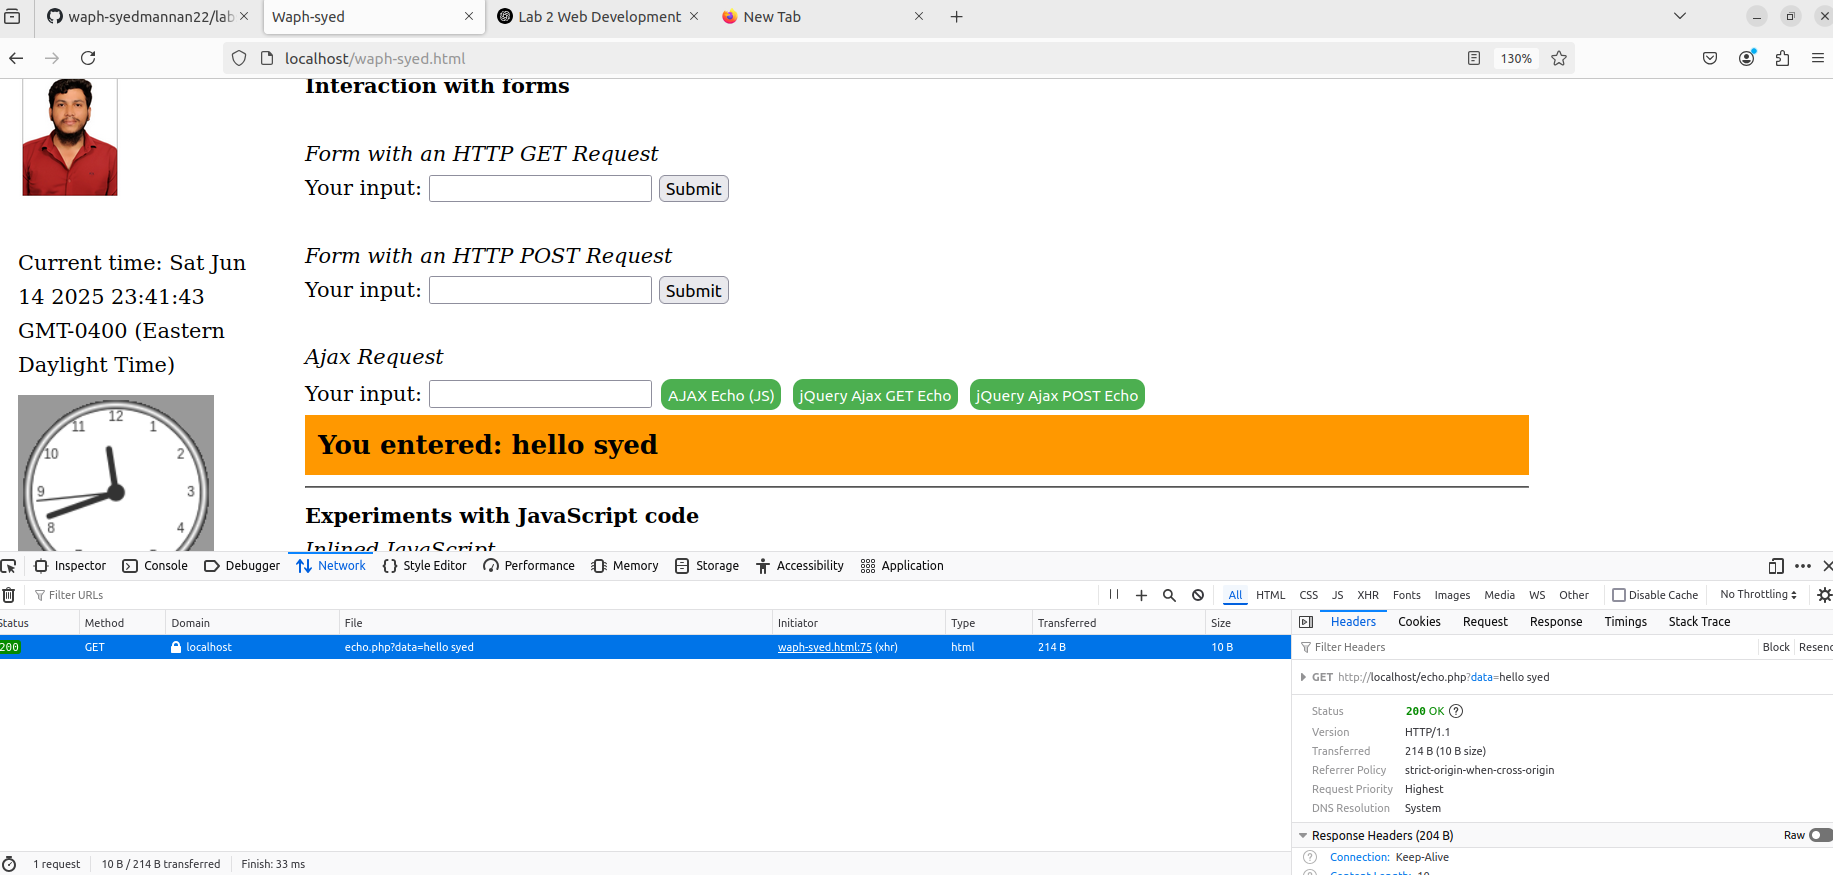 waph-syedmannan22/lab
Waph-syed
Lab 2 Web Development
New Tab
localhost/waph-syed.html
130%
Interaction with forms
Form with an HTTP GET Request
Your input:
Submit
Form with an HTTP POST Request
Your input:
Submit
Ajax Request
Your input:
AJAX Echo (JS)
jQuery Ajax GET Echo
jQuery Ajax POST Echo
You entered: hello syed
Experiments with JavaScript code
Inlined JavaScript
Current time: Sat Jun
14 2025 23:41:43
GMT-0400 (Eastern
Daylight Time)
12
11 1
10 2
9 3
8 4
Inspector Console Debugger Network Style Editor Performance Memory Storage Accessibility Application
Filter URLs
All HTML CSS JS XHR Fonts Images Media WS Other Disable Cache No Throttling
Status Method Domain File Initiator Type Transferred Size
200 GET localhost echo.php?data=hello syed waph-syed.html:75 (xhr) html 214 B 10 B
Headers Cookies Request Response Timings Stack Trace
Filter Headers Block Resend
GET http://localhost/echo.php?data=hello syed
Status 200 OK
Version HTTP/1.1
Transferred 214 B (10 B size)
Referrer Policy strict-origin-when-cross-origin
Request Priority Highest
DNS Resolution System
Response Headers (204 B) Raw
Connection: Keep-Alive
Content-Length: 10
1 request 10 B / 214 B transferred Finish: 33 ms